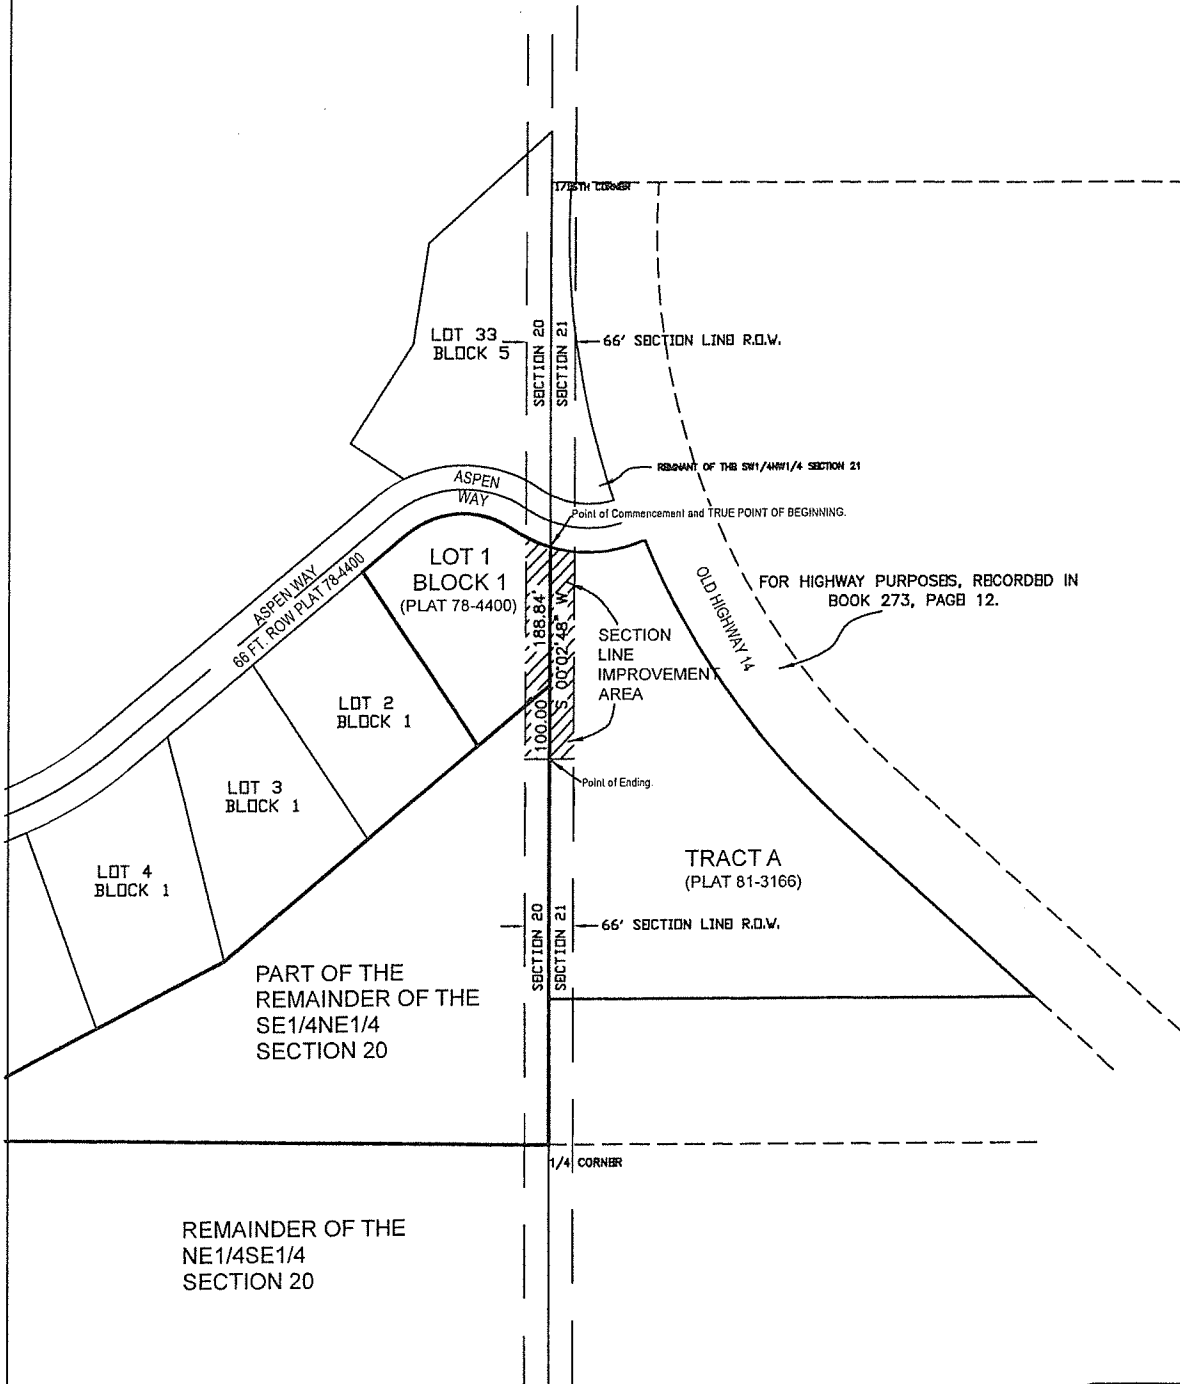 1/16TH CORNER
LOT 33
BLOCK 5
SECTION 20
SECTION 21
66' SECTION LINE R.O.W.
REMNANT OF THE SW1/4NW1/4 SECTION 21
ASPEN
WAY
Point of Commencement and TRUE POINT OF BEGINNING.
LOT 1
BLOCK 1
(PLAT 78-4400)
ASPEN WAY
66 FT. ROW PLAT 78-4400
188.84'
S 00°02'48" W
100.00'
OLD HIGHWAY 14
FOR HIGHWAY PURPOSES, RECORDED IN
BOOK 273, PAGE 12.
SECTION
LINE
IMPROVEMENT
AREA
LOT 2
BLOCK 1
Point of Ending.
LOT 3
BLOCK 1
LOT 4
BLOCK 1
TRACT A
(PLAT 81-3166)
SECTION 20
SECTION 21
66' SECTION LINE R.O.W.
PART OF THE
REMAINDER OF THE
SE1/4NE1/4
SECTION 20
1/4 CORNER
REMAINDER OF THE
NE1/4SE1/4
SECTION 20